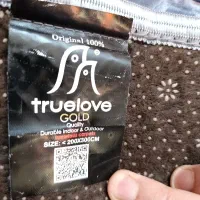 Original 100%
truelove
GOLD
Quality
Durable Indoor & Outdoor
SIZE: < 200X300CM